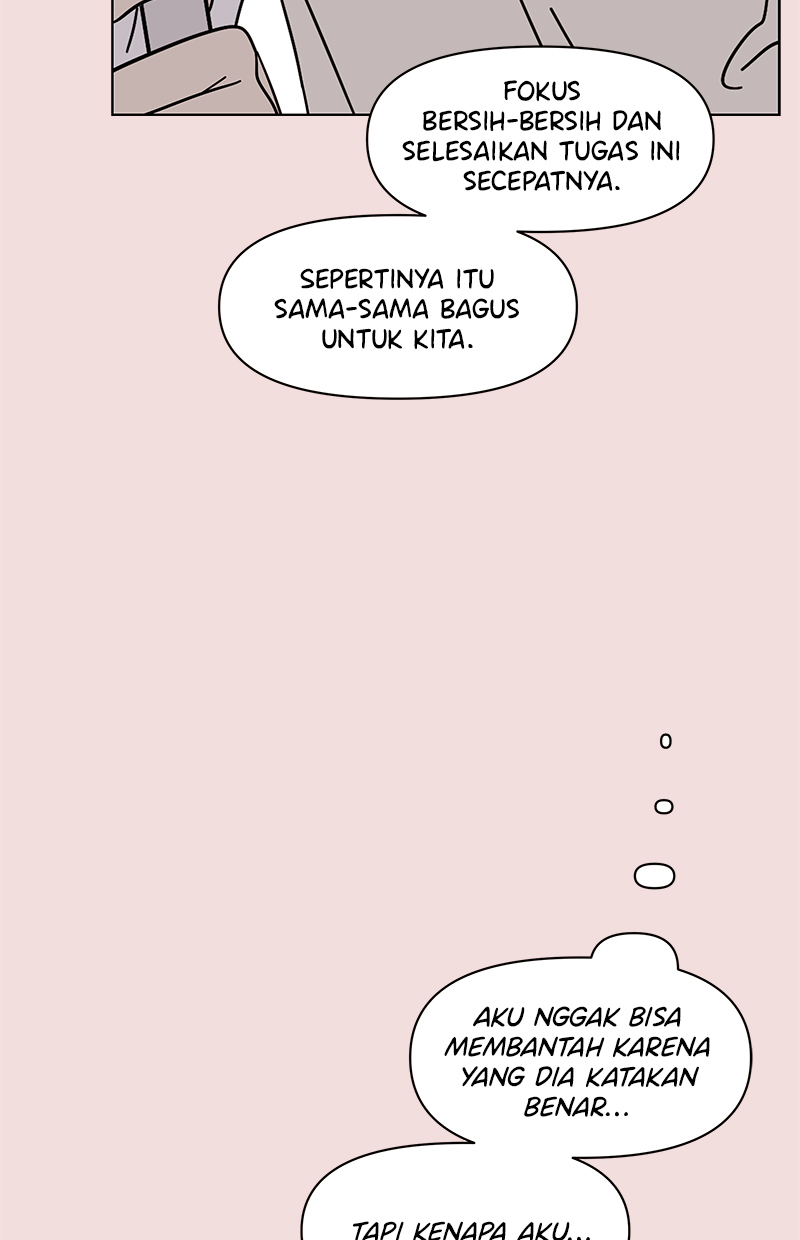 FOKUS
BERSIH-BERSIH DAN
SELESAIKAN TUGAS INI
SECEPATNYA.
SEPERTINYA ITU
SAMA-SAMA BAGUS
UNTUK KITA.
AKU NGGAK BISA
MEMBANTAH KARENA
YANG DIA KATAKAN
BENAR...
TAPI KENAPA AKU...